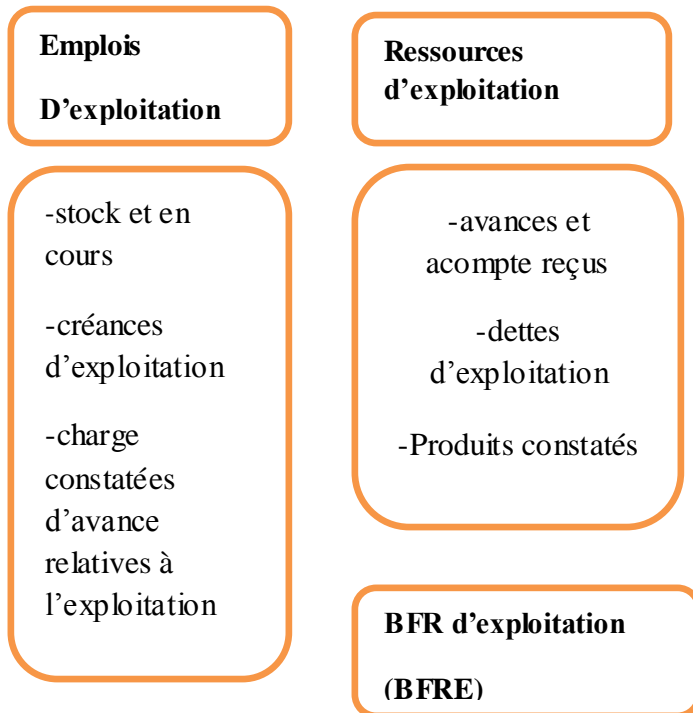 Emplois
D’exploitation
-stock et en
cours
-créances
d’exploitation
-charge
constatées
d’avance
relatives à
l’exploitation
Ressources
d’exploitation
-avances et
acompte reçus
-dettes
d’exploitation
-Produits constatés
BFR d’exploitation
(BFRE)